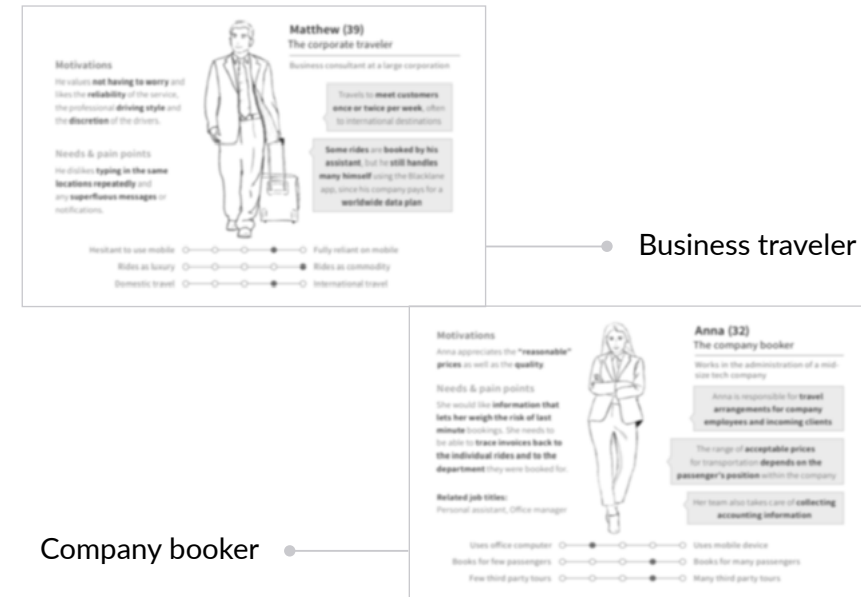 Matthew (39)
The corporate traveler
Business consultant at a large corporation
Motivations
He values not having to worry and
likes the reliability of the service,
the professional driving style and
the discretion of the drivers.
Needs & pain points
He dislikes typing in the same
locations repeatedly and
any superfluous messages or
notifications.
Travels to meet customers
once or twice per week, often
to international destinations
Some rides are booked by his
assistant, but he still handles
many himself using the Blacklane
app, since his company pays for a
worldwide data plan
Hesitant to use mobile Fully reliant on mobile
Rides as luxury Rides as commodity
Domestic travel International travel
Business traveler
Anna (32)
The company booker
Works in the administration of a mid-
size tech company
Motivations
Anna appreciates the "reasonable"
prices as well as the quality
Needs & pain points
She would like information that
lets her weigh the risk of last
minute bookings. She needs to
be able to trace invoices back to
the individual rides and to the
department they were booked for.
Related job titles:
Personal assistant, Office manager
Anna is responsible for travel
arrangements for company
employees and incoming clients
The range of acceptable prices
for transportation depends on the
passenger's position within the company
Her team also takes care of collecting
accounting information
Uses office computer Uses mobile device
Books for few passengers Books for many passengers
Few third party tours Many third party tours
Company booker